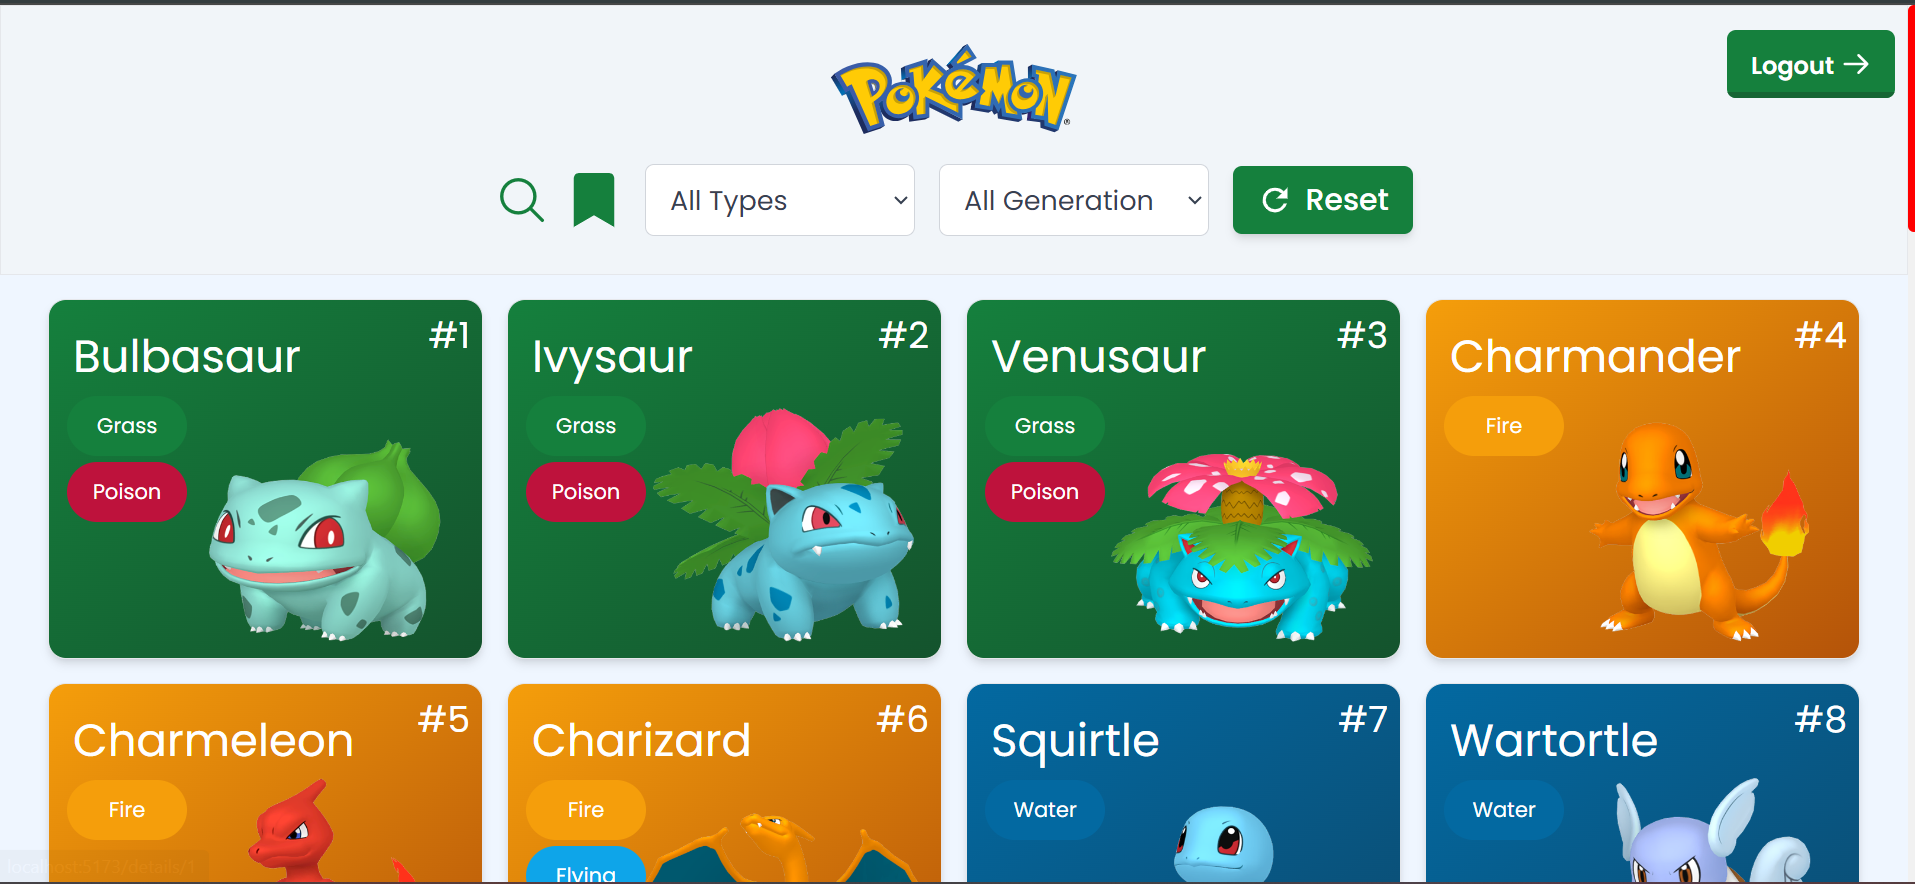 Pokémon
Logout
All Types
All Generation
Reset
Bulbasaur
#1
Grass
Poison
Ivysaur
#2
Grass
Poison
Venusaur
#3
Grass
Poison
Charmander
#4
Fire
Charmeleon
#5
Fire
Charizard
#6
Fire
Flying
Squirtle
#7
Water
Wartortle
#8
Water
localhost:5173/details/1